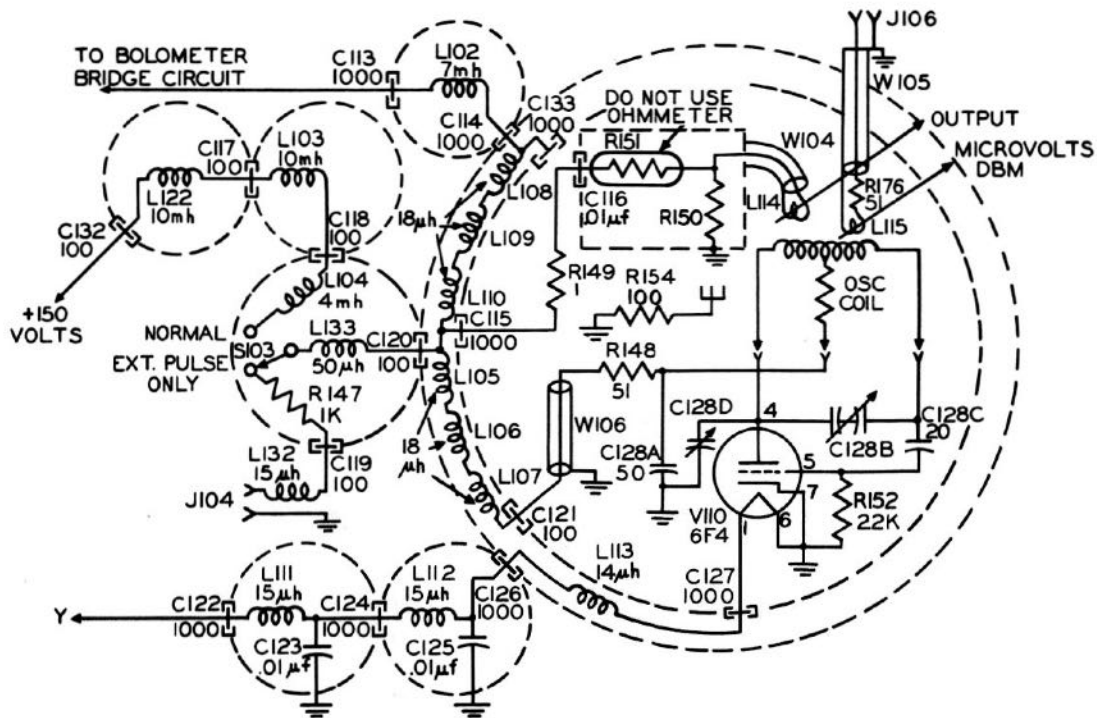 TO BOLOMETER
BRIDGE CIRCUIT
C113
1000
L102
7mh
C114
1000
C133
1000
J106
W105
OUTPUT
MICROVOLTS
DBM
DO NOT USE
OHMMETER
R151
W104
C116
.01µf
R150
L114
R176
51
L115
OSC
COIL
C117
100
L103
10mh
L122
10mh
C132
100
C118
100
L104
4mh
+150
VOLTS
NORMAL
S103
EXT. PULSE
ONLY
L133
50µh
C120
100
R147
1K
C119
100
L132
15µh
J104
L108
18µh
L109
L110
C115
1000
R149
1
R154
100
L105
18
µh
L106
L107
C121
100
R148
51
W106
C128A
50
C128D
4
C128B
C128C
20
5
7
6
1
V110
6F4
R152
22K
L113
14µh
C127
1000
Y
C122
1000
L111
15µh
C123
.01µf
C124
1000
L112
15µh
C125
.01µf
C126
1000